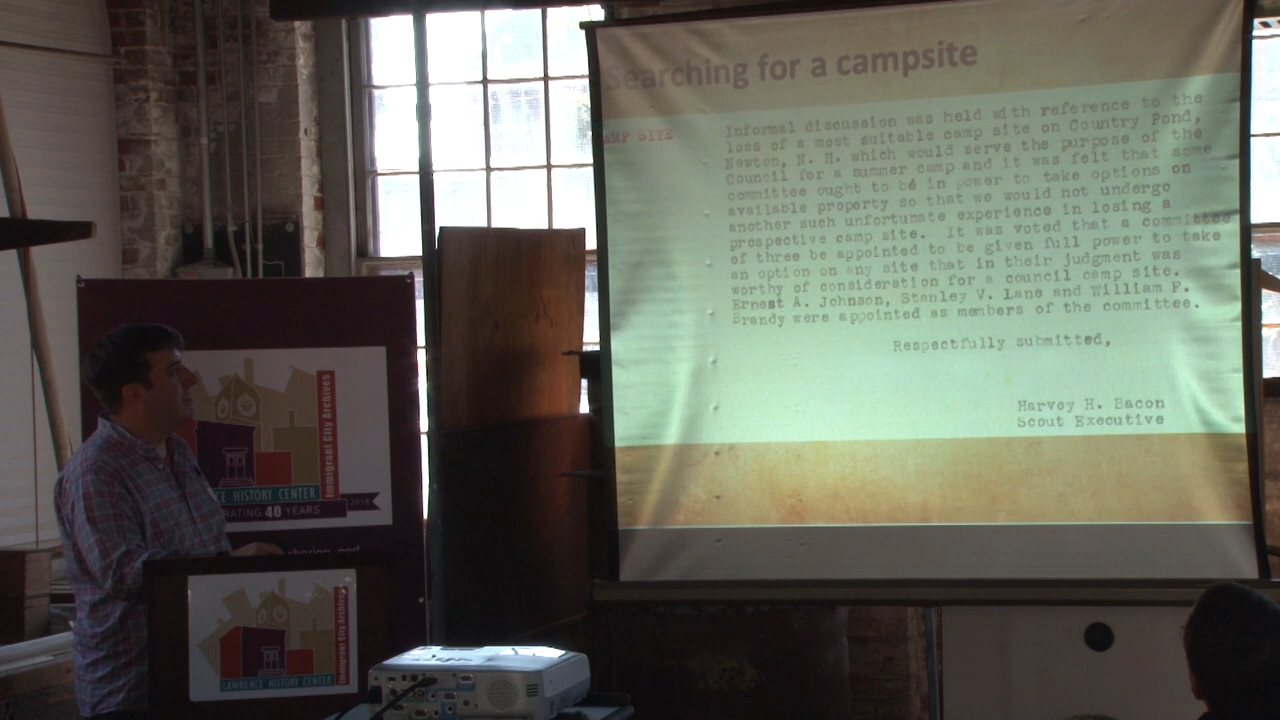 Searching for a campsite
CAMP SITE
Informal discussion was held with reference to the
loss of a most suitable camp site on Country Pond,
Newton, N. H. which would serve the purpose of the
Council for a summer camp and it was felt that some
committee ought to be in power to take options on
available property so that we would not undergo
another such unfortunate experience in losing a
prospective camp site. It was voted that a committee
of three be appointed to be given full power to take
an option on any site that in their judgment was
worthy of consideration for a council camp site.
Ernest A. Johnson, Stanley V. Lane and William F.
Brandy were appointed as members of the committee.
Respectfully submitted,
Harvey H. Bacon
Scout Executive
Immigrant City Archives
CE HISTORY CENTER
RATING 40 YEARS
2018
sharing and
Immigrant City Archives
LAWRENCE HISTORY CENTER